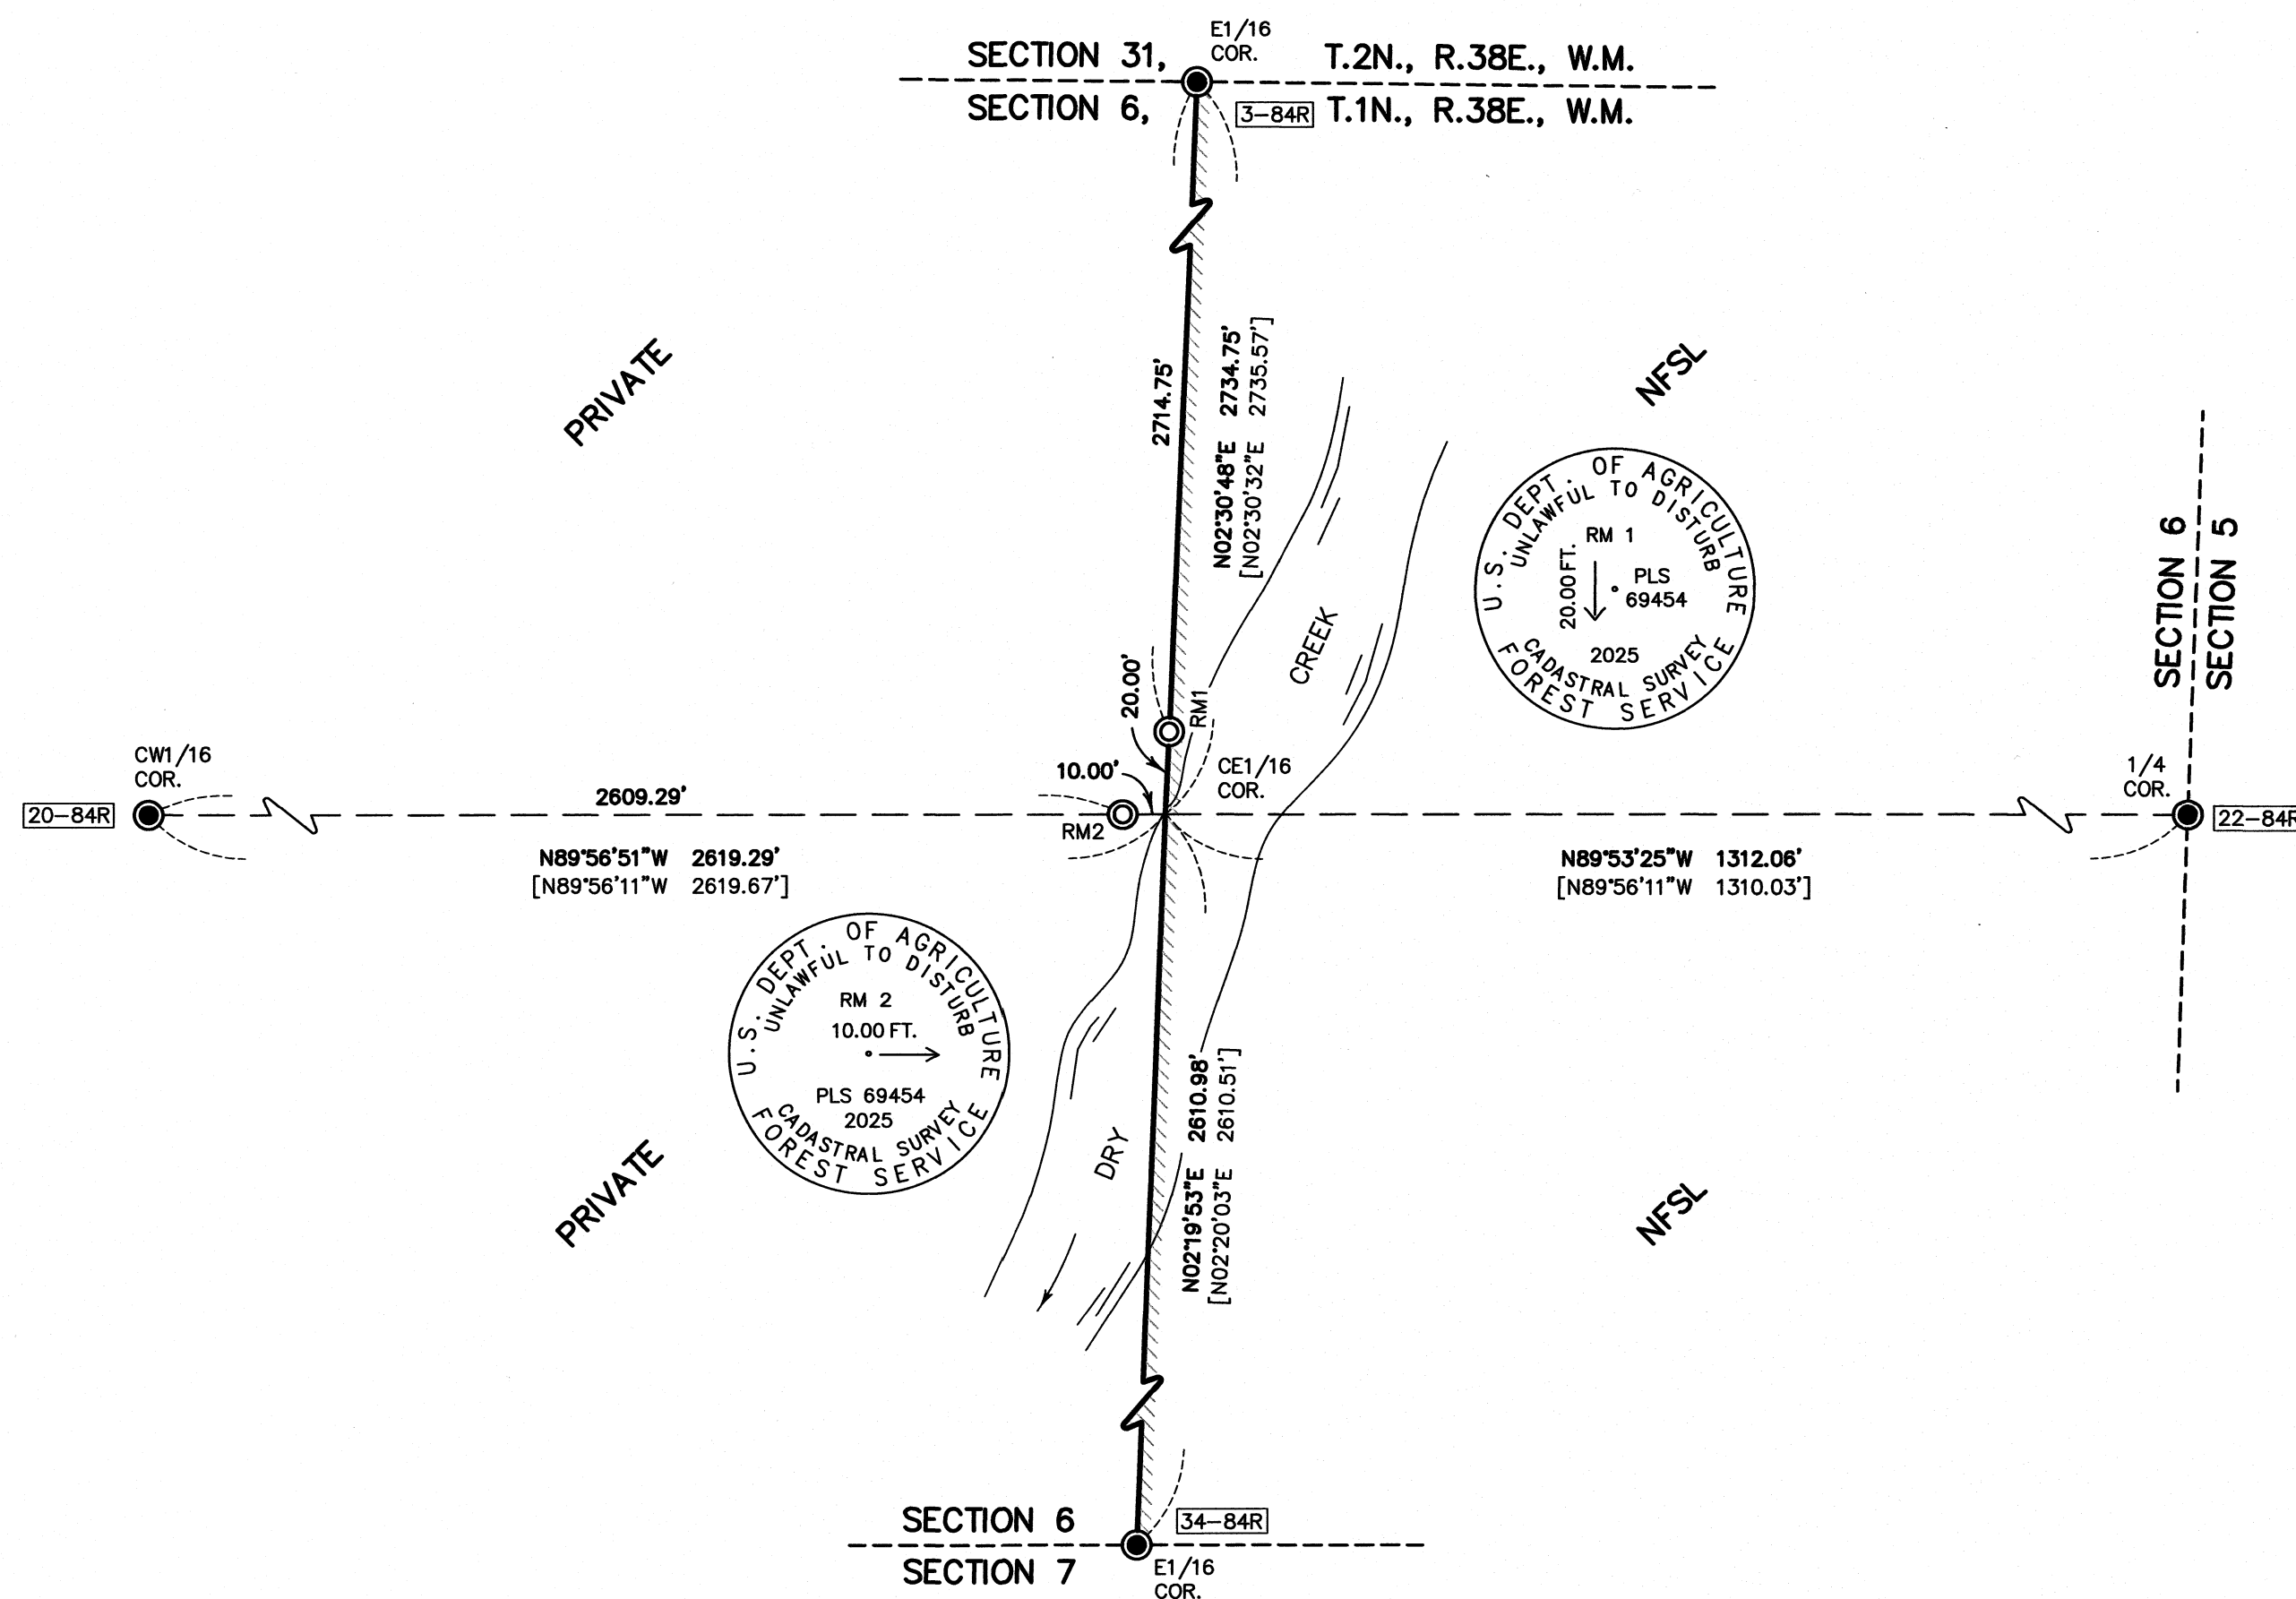 E1/16
COR.
SECTION 31, T.2N., R.38E., W.M.
SECTION 6, T.1N., R.38E., W.M.
3-84R
PRIVATE
NFSL
2714.75'
N02°30'48"E 2734.75'
[N02°30'32"E 2735.57']
U.S. DEPT. OF AGRICULTURE
UNLAWFUL TO DISTURB
RM 1
20.00 FT.
PLS
69454
2025
CADASTRAL SURVEY
FOREST SERVICE
SECTION 6
SECTION 5
CREEK
20.00'
RM1
10.00'
CE1/16
COR.
CW1/16
COR.
20-84R
2609.29'
RM2
1/4
COR.
22-84R
N89°56'51"W 2619.29'
[N89°56'11"W 2619.67']
N89°53'25"W 1312.06'
[N89°56'11"W 1310.03']
U.S. DEPT. OF AGRICULTURE
UNLAWFUL TO DISTURB
RM 2
10.00 FT.
PLS 69454
2025
CADASTRAL SURVEY
FOREST SERVICE
DRY
N02°19'53"E 2610.98'
[N02°20'03"E 2610.51']
PRIVATE
NFSL
SECTION 6
34-84R
SECTION 7
E1/16
COR.